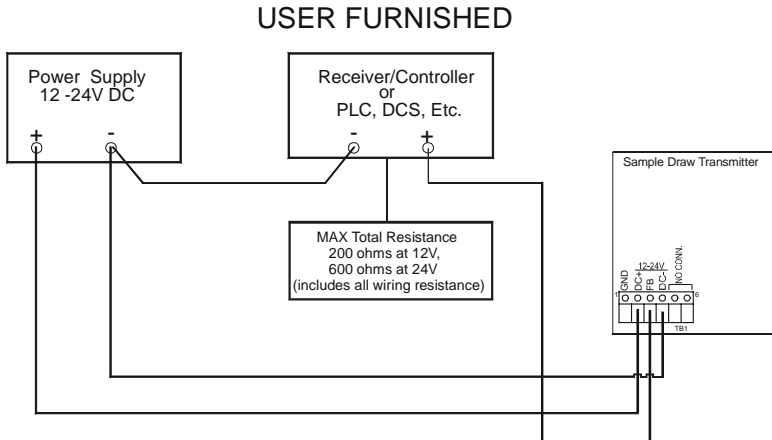 USER FURNISHED
Power Supply
12 -24V DC
+
-
Receiver/Controller
or
PLC, DCS, Etc.
-
+
MAX Total Resistance
200 ohms at 12V,
600 ohms at 24V
(includes all wiring resistance)
Sample Draw Transmitter
12-24V
GND
DC+
FB
DC-
NO CONN.
1
6
TB1